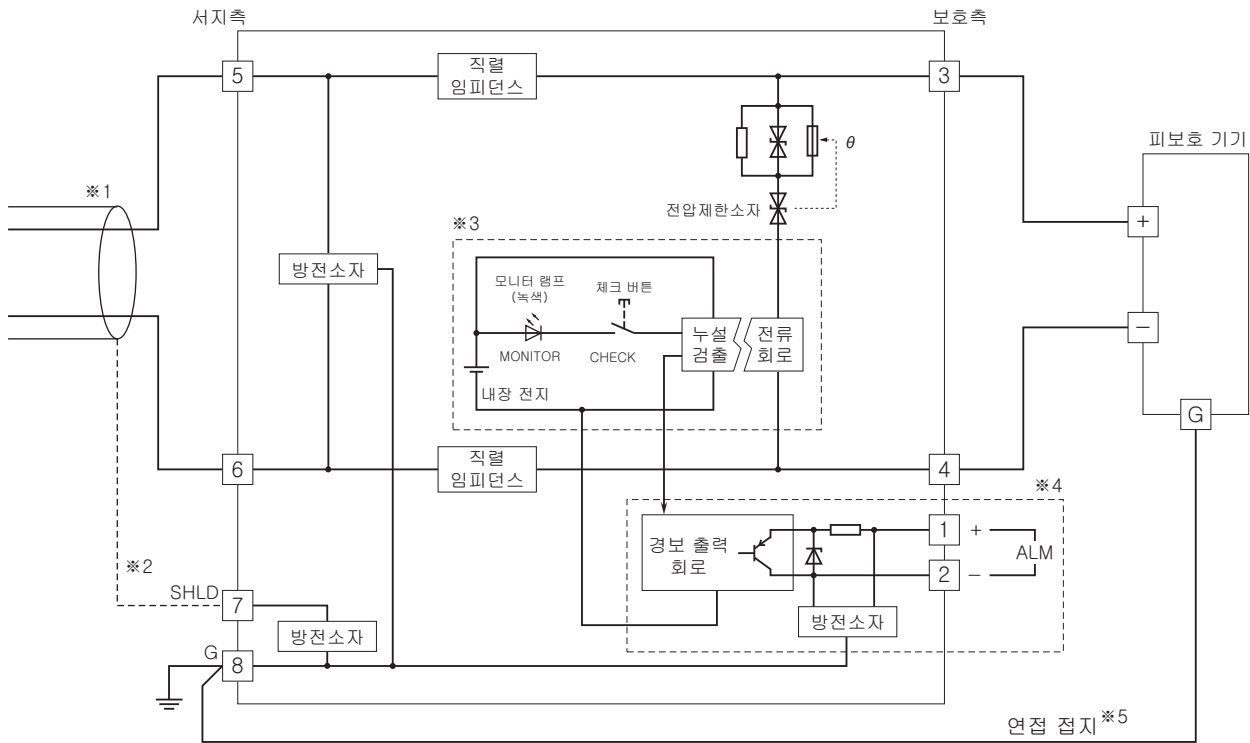 서지측
보호측
5
직렬
임피던스
3
피보호 기기
θ
※1
전압제한소자
※3
+
방전소자
모니터 램프
(녹색)
체크 버튼
누설
검출
전류
회로
MONITOR
CHECK
−
내장 전지
G
6
직렬
임피던스
4
※4
경보 출력
회로
1
+
ALM
2
−
※2
SHLD
7
방전소자
방전소자
G
8
연접 접지※5